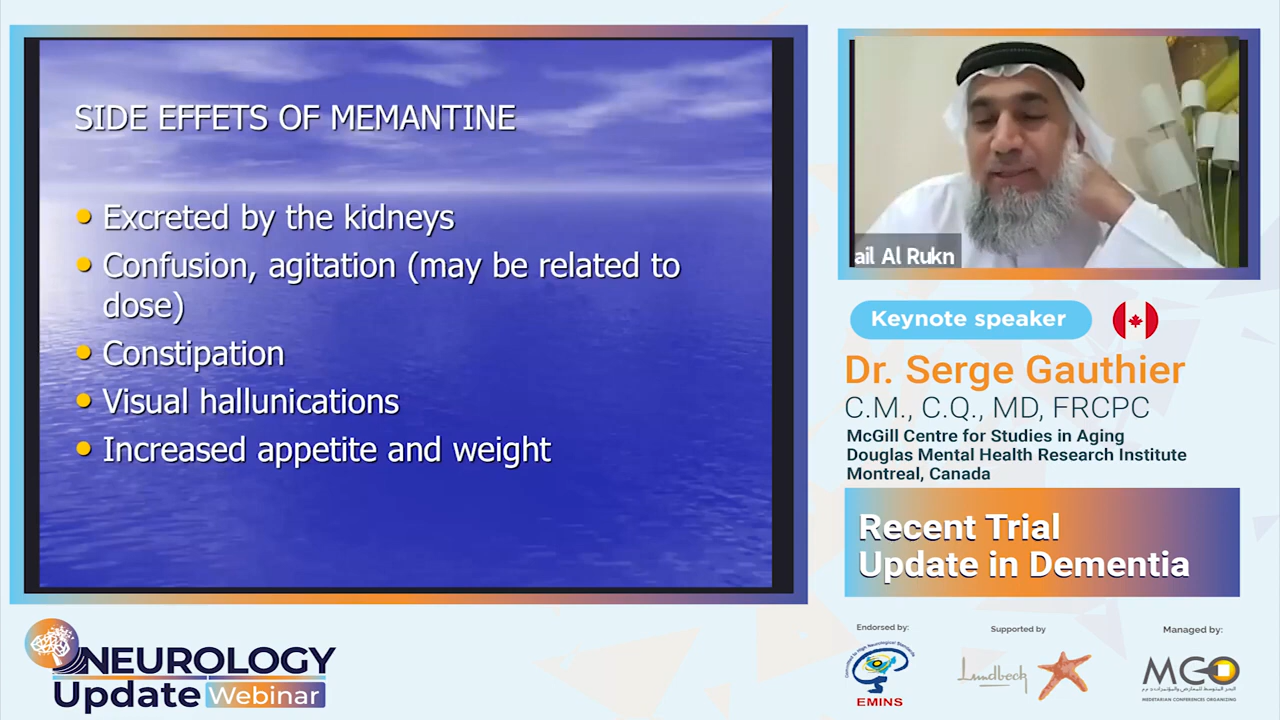 SIDE EFFETS OF MEMANTINE
Excreted by the kidneys
Confusion, agitation (may be related to
dose)
Constipation
Visual hallunications
Increased appetite and weight
ail Al Rukn
Keynote speaker
Dr. Serge Gauthier
C.M., C.Q., MD, FRCPC
McGill Centre for Studies in Aging
Douglas Mental Health Research Institute
Montreal, Canada
Recent Trial
Update in Dementia
NEUROLOGY
Update Webinar
Endorsed by:
EMINS
Supported by
Lundbeck
Managed by:
MCO
MEDETARIAN CONFERENCES ORGANIZING